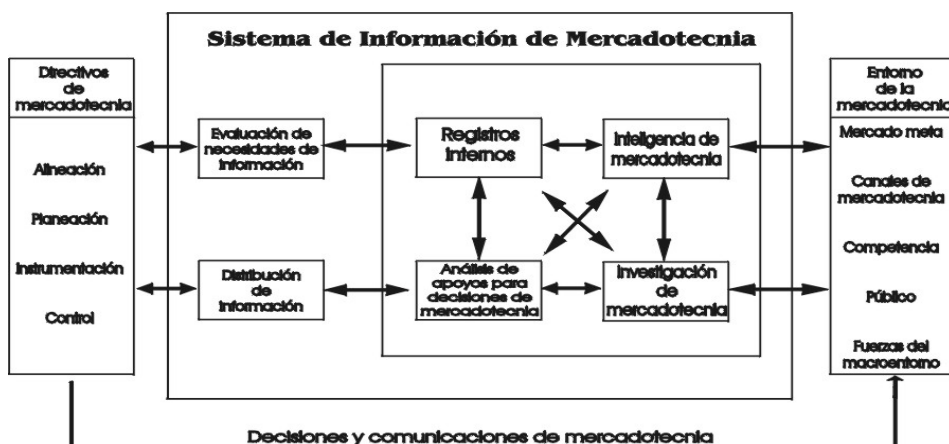 Sistema de Información de Mercadotecnia
Directivos
de
mercadotecnia
Alineación
Planeación
Instrumentación
Control
Evaluación de
necesidades de
información
Distribución
de
información
Registros
internos
Inteligencia de
mercadotecnia
Análisis de
apoyos para
decisiones de
mercadotecnia
Investigación
de
mercadotecnia
Entorno
de la
mercadotecnia
Mercado meta
Canales de
mercadotecnia
Competencia
Público
Fuerzas del
macroentorno
Decisiones y comunicaciones de mercadotecnia